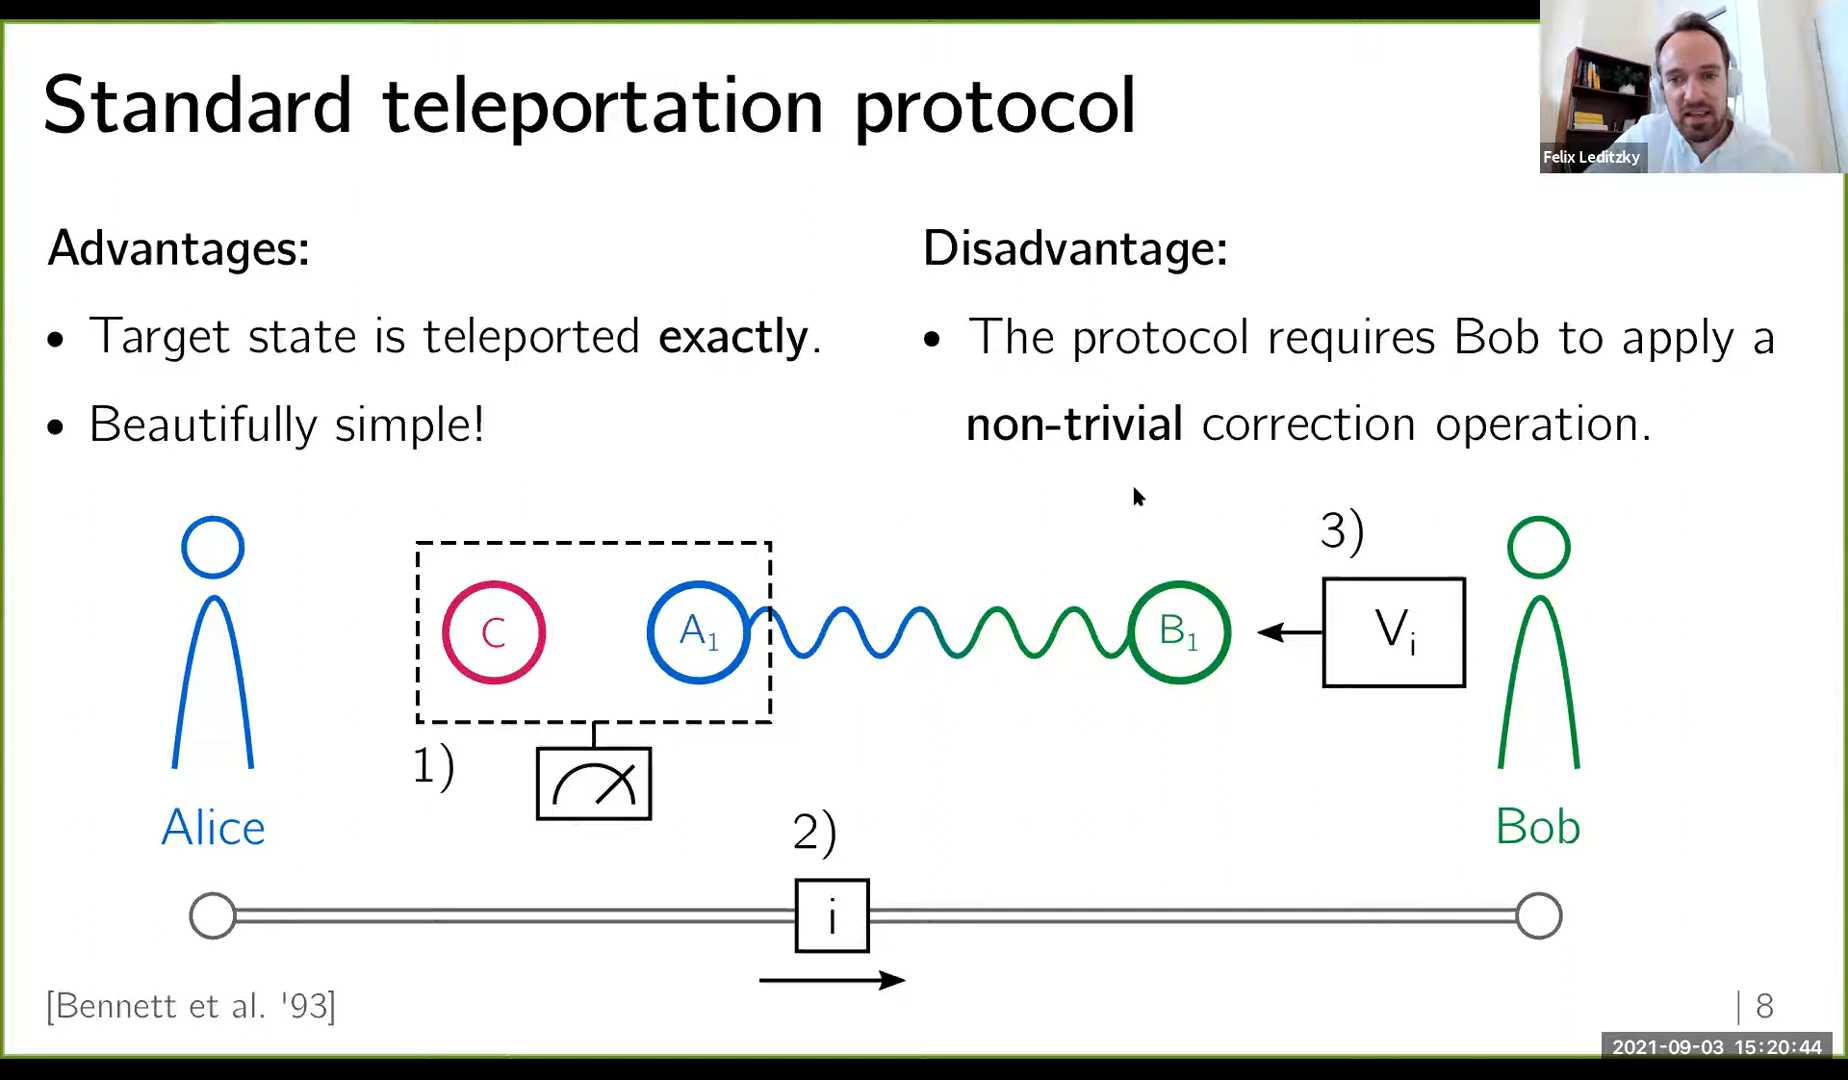 Standard teleportation protocol
Felix Leditzky
Advantages:
• Target state is teleported exactly.
• Beautifully simple!
Disadvantage:
• The protocol requires Bob to apply a
non-trivial correction operation.
3)
C
A₁
B₁
Vᵢ
1)
Alice
2)
Bob
i
[Bennett et al. '93]
| 8
2021-09-03 15:20:44